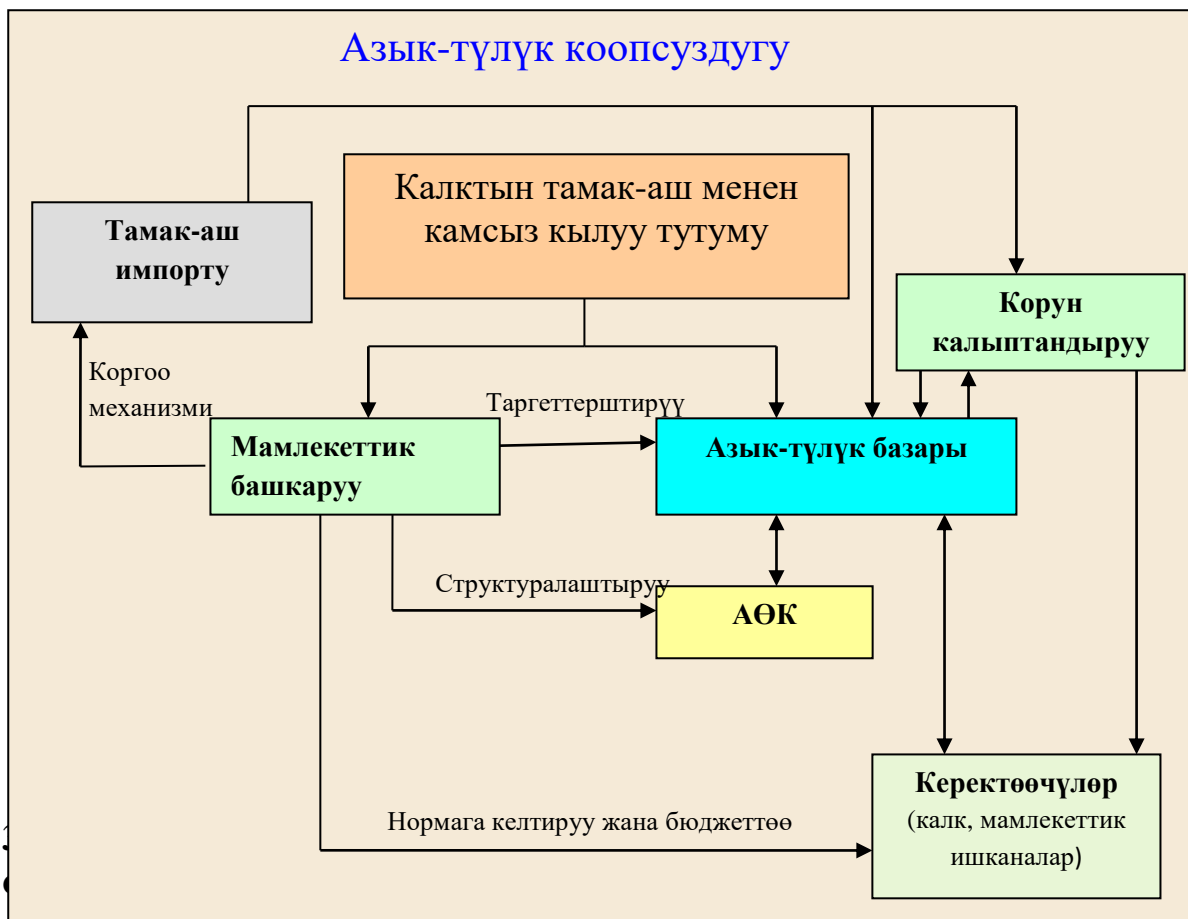 Азык-түлүк коопсуздугу
Калктын тамак-аш менен
камсыз кылуу тутуму
Тамак-аш
импорту
Корун
калыптандыруу
Коргоо
механизми
Таргеттерштирүү
Мамлекеттик
башкаруу
Азык-түлүк базары
Структуралаштыруу
АӨК
Керектөөчүлөр
(калк, мамлекеттик
ишканалар)
Нормага келтируу жана бюджеттөө